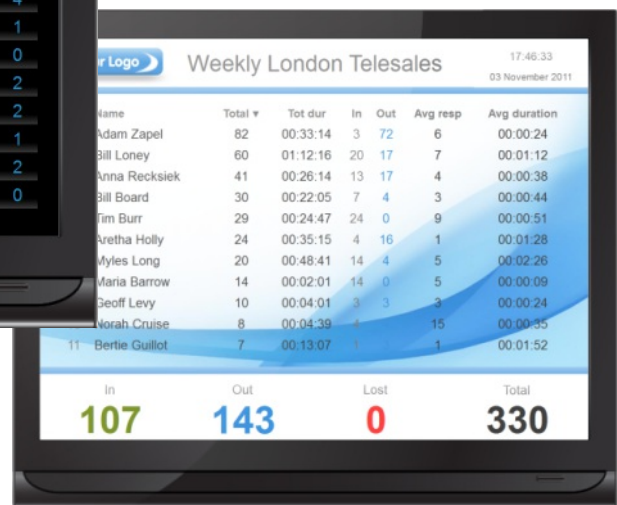 4
1
0
2
2
1
2
0
r Logo
Weekly London Telesales
17:46:33
03 November 2011
Name Total ▼ Tot dur In Out Avg resp Avg duration
Adam Zapel 82 00:33:14 3 72 6 00:00:24
Bill Loney 60 01:12:16 20 17 7 00:01:12
Anna Recksiek 41 00:26:14 13 17 4 00:00:38
Bill Board 30 00:22:05 7 4 3 00:00:44
Tim Burr 29 00:24:47 24 0 9 00:00:51
Aretha Holly 24 00:35:15 4 16 1 00:01:28
Myles Long 20 00:48:41 14 4 5 00:02:26
Maria Barrow 14 00:02:01 14 0 5 00:00:09
Geoff Levy 10 00:04:01 3 3 3 00:00:24
Norah Cruise 8 00:04:39 4 15 00:00:35
11 Bertie Guillot 7 00:13:07 1 1 00:01:52
In Out Lost Total
107 143 0 330